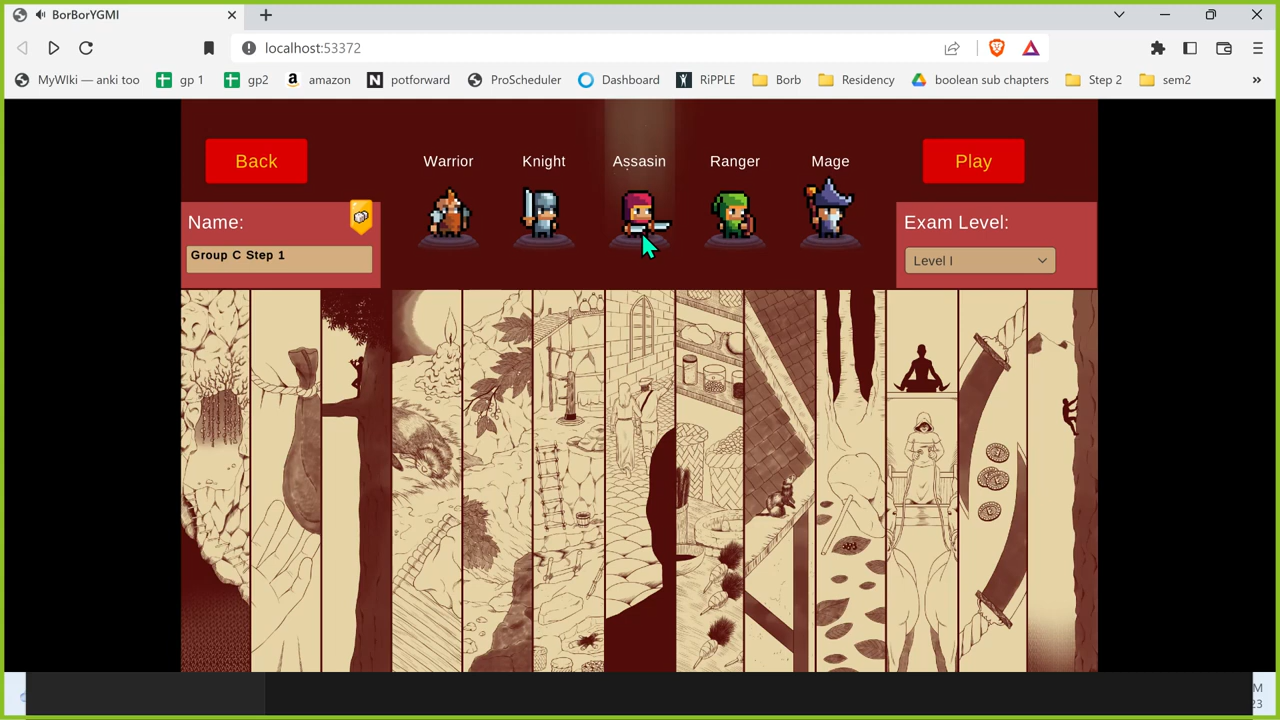 BorBorYGMI
localhost:53372
MyWIki — anki too
gp 1
gp2
amazon
potforward
ProScheduler
Dashboard
RiPPLE
Borb
Residency
boolean sub chapters
Step 2
sem2
»
Back
Warrior
Knight
Assasin
Ranger
Mage
Play
Name:
Exam Level:
Group C Step 1
Level I
M
23